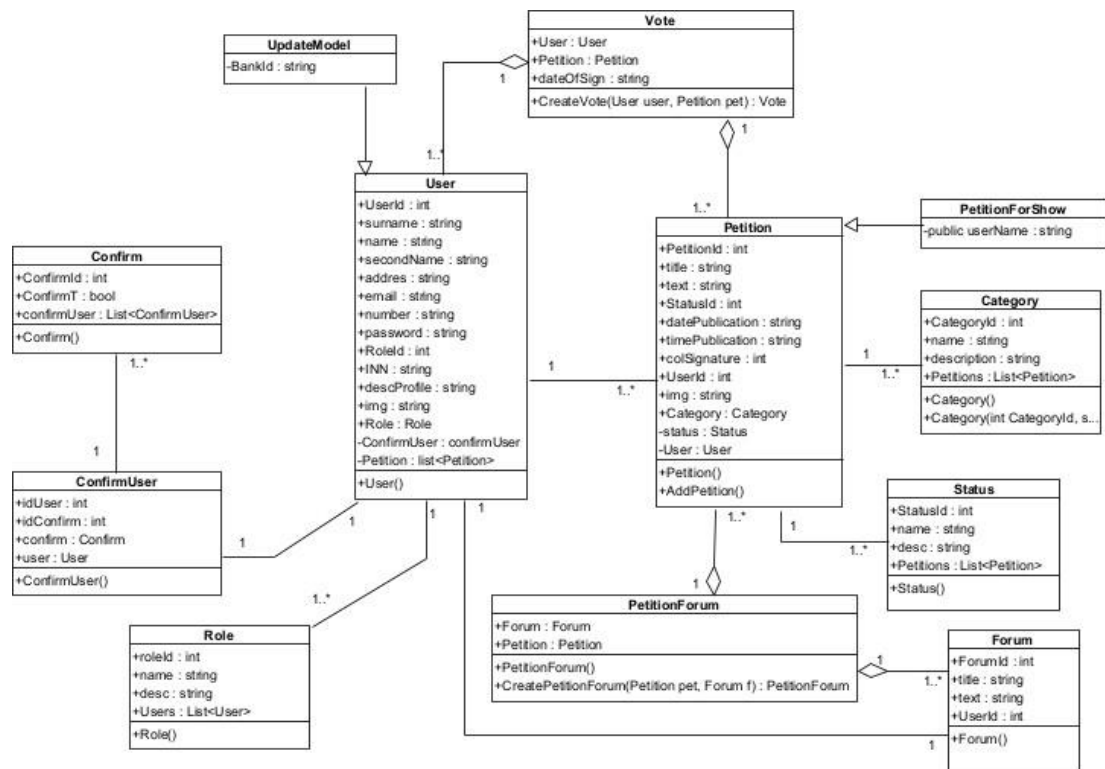 Vote
+User : User
+Petition : Petition
+dateOfSign : string
+CreateVote(User user, Petition pet) : Vote
UpdateModel
-BankId : string
1
1
1..*
1..*
User
+UserId : int
+surname : string
+name : string
+secondName : string
+addres : string
+email : string
+number : string
+password : string
+RoleId : int
+INN : string
+descProfile : string
+img : string
+Role : Role
-ConfirmUser : confirmUser
-Petition : list<Petition>
+User()
Petition
+PetitionId : int
+title : string
+text : string
+StatusId : int
+datePublication : string
+timePublication : string
+colSignature : int
+UserId : int
+img : string
+Category : Category
-status : Status
-User : User
+Petition()
+AddPetition()
PetitionForShow
-public userName : string
Confirm
+ConfirmId : int
+ConfirmT : bool
+confirmUser : List<ConfirmUser>
+Confirm()
Category
+CategoryId : int
+name : string
+description : string
+Petitions : List<Petition>
+Category()
+Category(int CategoryId, s...
1..*
1
1
1..*
1
1..*
ConfirmUser
+idUser : int
+idConfirm : int
+confirm : Confirm
+user : User
+ConfirmUser()
1
1
1
1
1..*
1
1..*
Status
+StatusId : int
+name : string
+desc : string
+Petitions : List<Petition>
+Status()
1..*
1
PetitionForum
+Forum : Forum
+Petition : Petition
+PetitionForum()
+CreatePetitionForum(Petition pet, Forum f) : PetitionForum
Role
+roleId : int
+name : string
+desc : string
+Users : List<User>
+Role()
1
1..*
1
Forum
+ForumId : int
+title : string
+text : string
+UserId : int
+Forum()